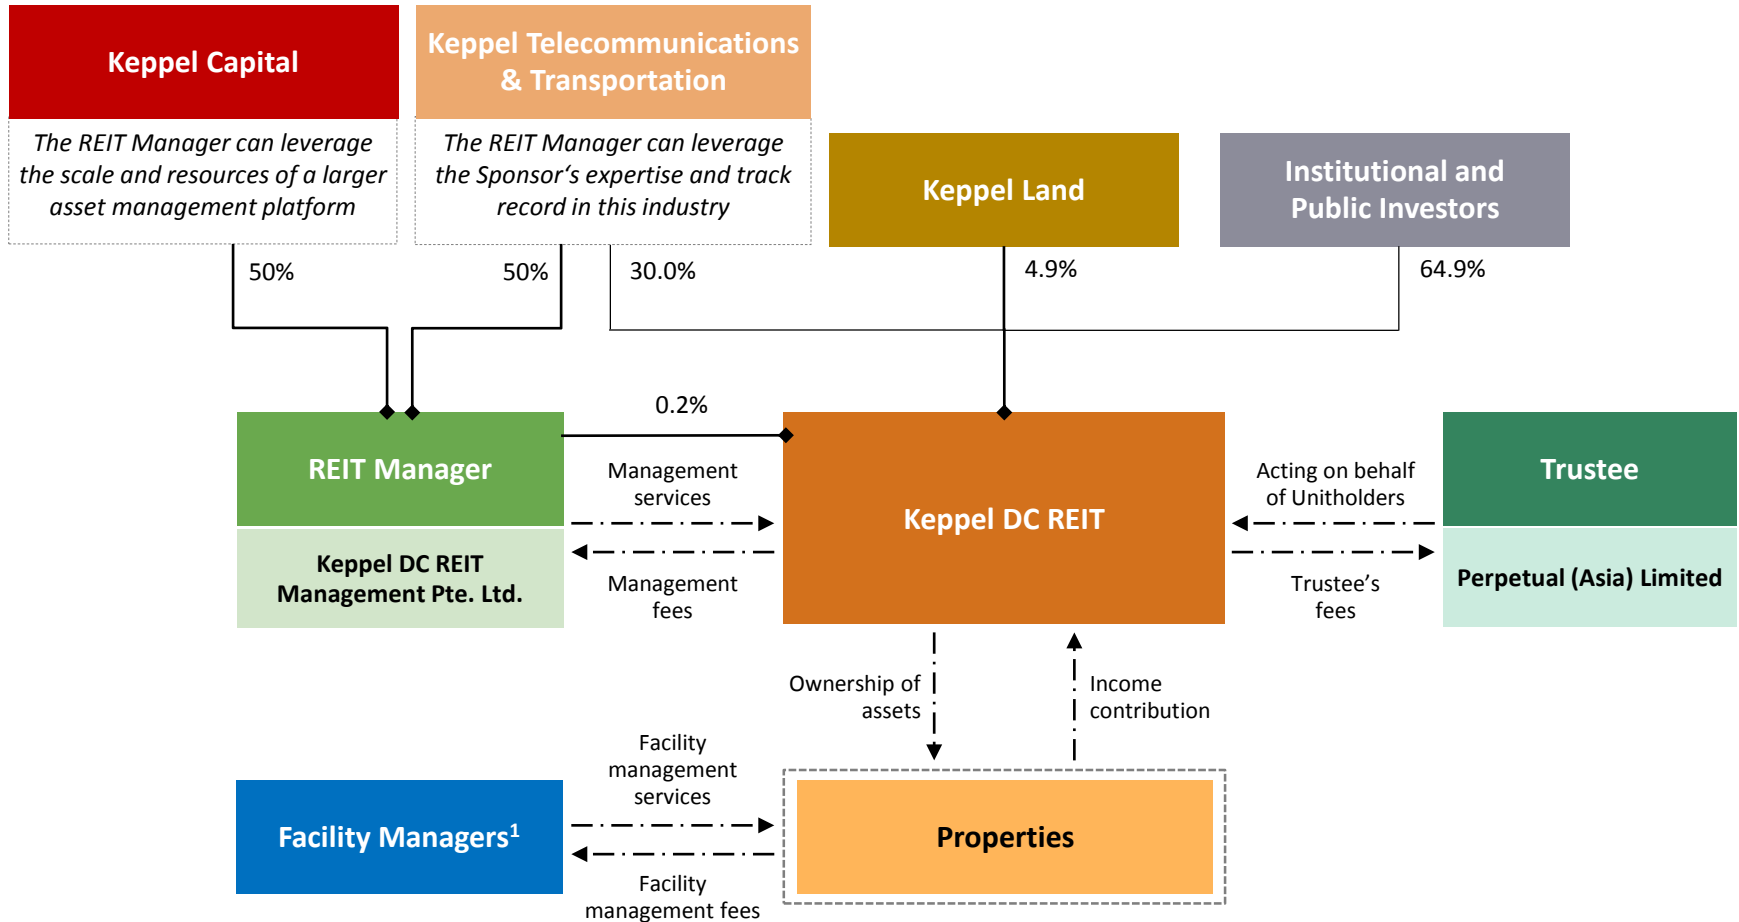 Keppel Capital
The REIT Manager can leverage
the scale and resources of a larger
asset management platform
Keppel Telecommunications
& Transportation
The REIT Manager can leverage
the Sponsor‘s expertise and track
record in this industry
Keppel Land
Institutional and
Public Investors
50%
50%
30.0%
4.9%
64.9%
0.2%
REIT Manager
Keppel DC REIT
Management Pte. Ltd.
Management
services
Management
fees
Keppel DC REIT
Acting on behalf
of Unitholders
Trustee’s
fees
Trustee
Perpetual (Asia) Limited
Ownership of
assets
Income
contribution
Facility Managers¹
Facility
management
services
Facility
management fees
Properties